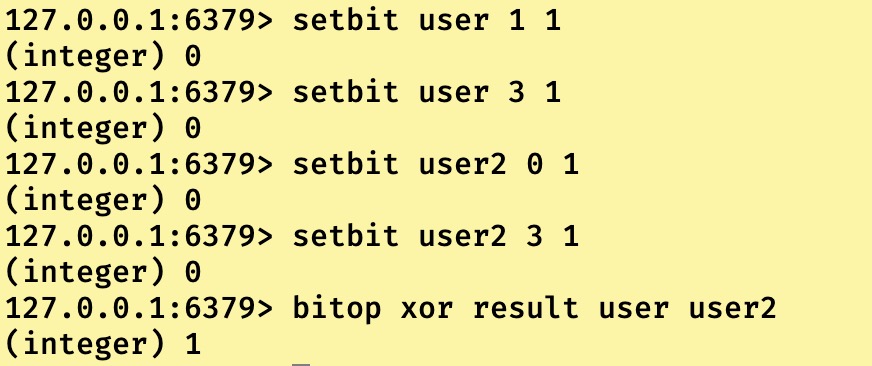 127.0.0.1:6379> setbit user 1 1
(integer) 0
127.0.0.1:6379> setbit user 3 1
(integer) 0
127.0.0.1:6379> setbit user2 0 1
(integer) 0
127.0.0.1:6379> setbit user2 3 1
(integer) 0
127.0.0.1:6379> bitop xor result user user2
(integer) 1